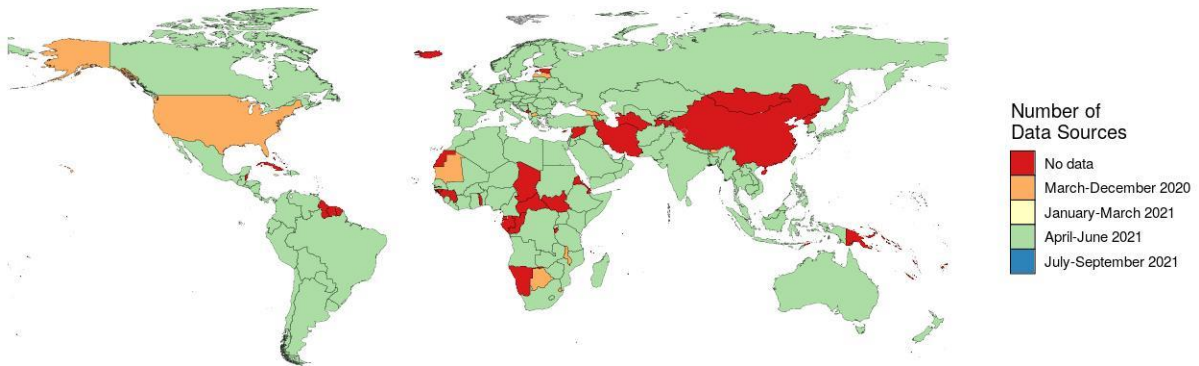 Number of
Data Sources
No data
March-December 2020
January-March 2021
April-June 2021
July-September 2021